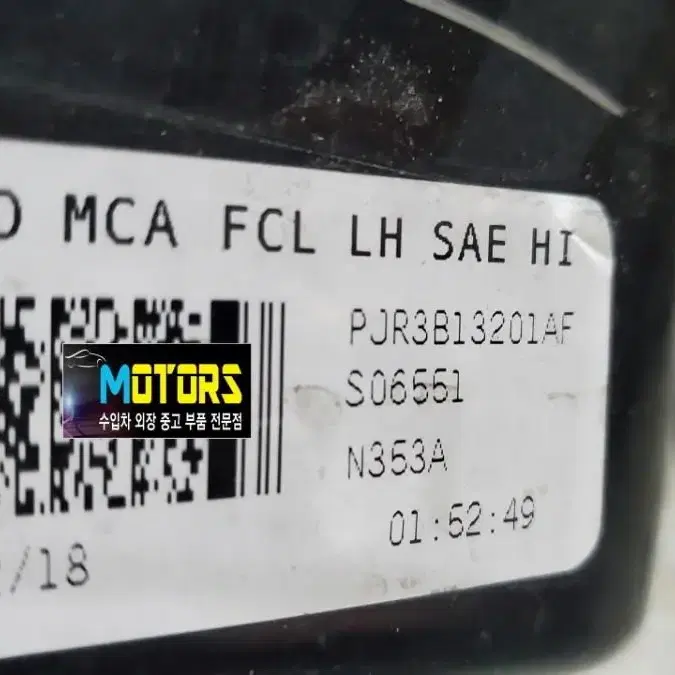 MCA FCL LH SAE HI
PJR3B13201AF
S06551
N353A
01:52:49
/18
MOTORS
수입차 외장 중고 부품 전문점